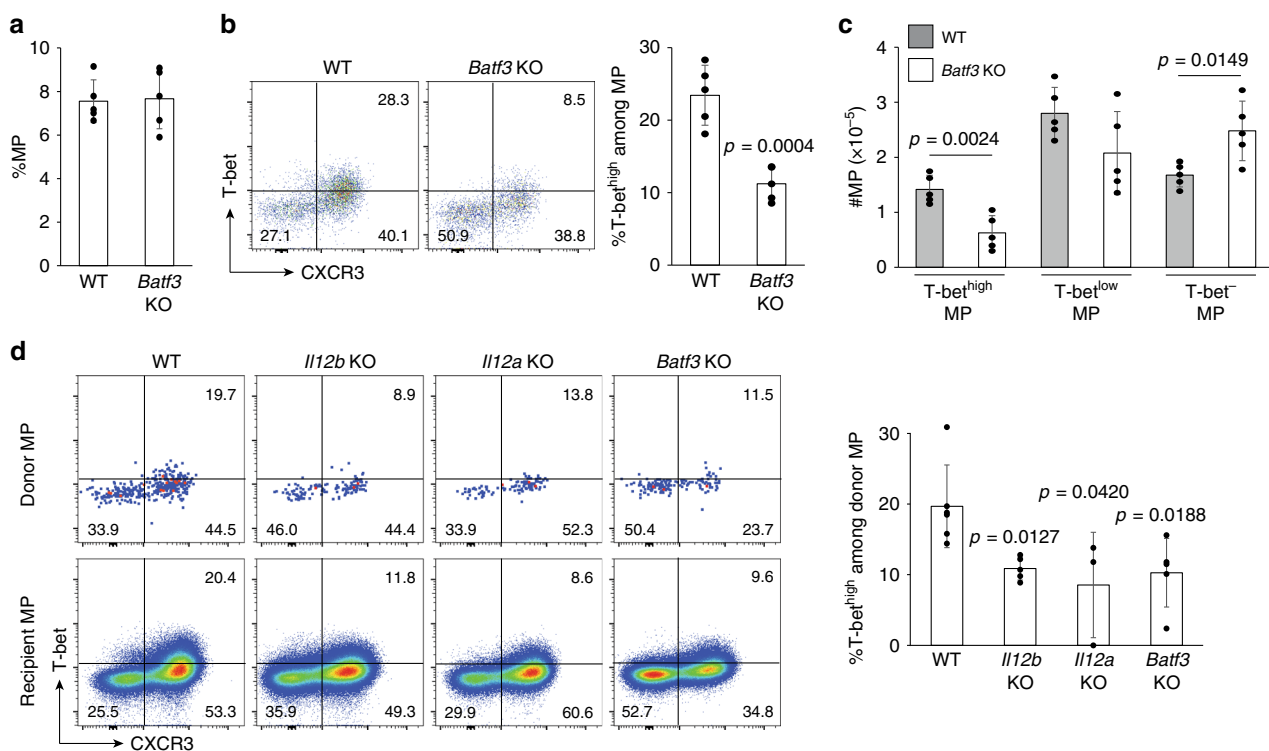 a
10
8
6
4
2
0
%MP
WT
Batf3
KO
b
WT
Batf3 KO
28.3
8.5
27.1
40.1
50.9
38.8
T-bet
CXCR3
30
20
10
0
%T-bethigh among MP
p = 0.0004
WT
Batf3
KO
c
WT
Batf3 KO
4
3
2
1
0
#MP (×10−5)
p = 0.0024
p = 0.0149
T-bethigh
MP
T-betlow
MP
T-bet−
MP
d
WT
Il12b KO
Il12a KO
Batf3 KO
Donor MP
19.7
8.9
13.8
11.5
33.9
44.5
46.0
44.4
33.9
52.3
50.4
23.7
Recipient MP
T-bet
20.4
11.8
8.6
9.6
25.5
53.3
35.9
49.3
29.9
60.6
52.7
34.8
CXCR3
30
20
10
0
%T-bethigh among donor MP
p = 0.0127
p = 0.0420
p = 0.0188
WT
Il12b
KO
Il12a
KO
Batf3
KO